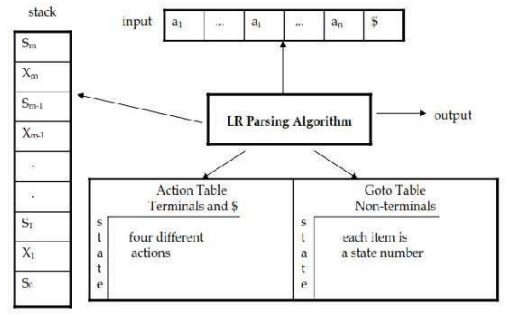 stack
input a₁ ... aᵢ ... aₙ $
Sₘ
Xₘ
Sₘ₋₁
Xₘ₋₁
.
.
S₁
X₁
S₀
LR Parsing Algorithm
output
Action Table
Terminals and $
s
t
a
t
e
four different
actions
Goto Table
Non-terminals
s
t
a
t
e
each item is
a state number